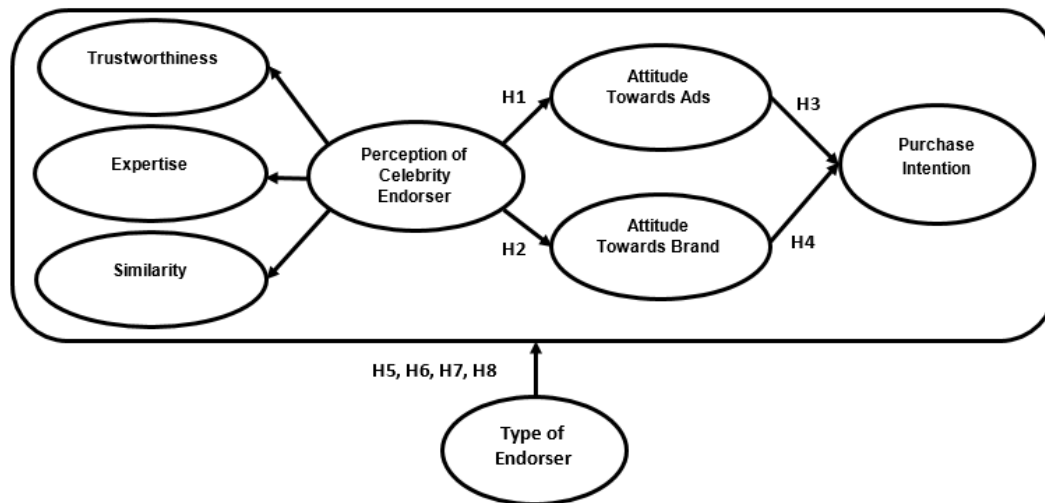 Trustworthiness
Expertise
Similarity
Perception of
Celebrity
Endorser
H1
H2
Attitude
Towards Ads
Attitude
Towards Brand
H3
H4
Purchase
Intention
H5, H6, H7, H8
Type of
Endorser